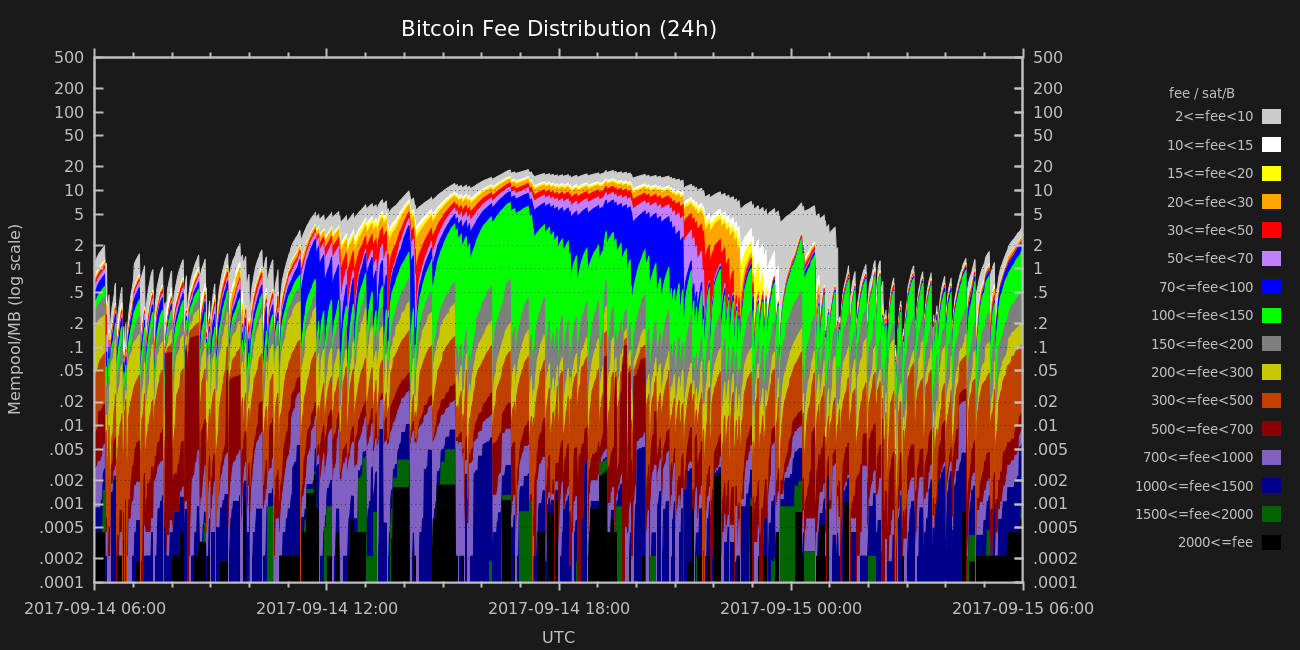 Bitcoin Fee Distribution (24h)
500 500
200 200
100 100
50 50
20 20
10 10
5 5
2 2
1 1
.5 .5
.2 .2
.1 .1
.05 .05
.02 .02
.01 .01
.005 .005
.002 .002
.001 .001
.0005 .0005
.0002 .0002
.0001 .0001
Mempool/MB (log scale)
2017-09-14 06:00 2017-09-14 12:00 2017-09-14 18:00 2017-09-15 00:00 2017-09-15 06:00
UTC
fee / sat/B
2<=fee<10
10<=fee<15
15<=fee<20
20<=fee<30
30<=fee<50
50<=fee<70
70<=fee<100
100<=fee<150
150<=fee<200
200<=fee<300
300<=fee<500
500<=fee<700
700<=fee<1000
1000<=fee<1500
1500<=fee<2000
2000<=fee